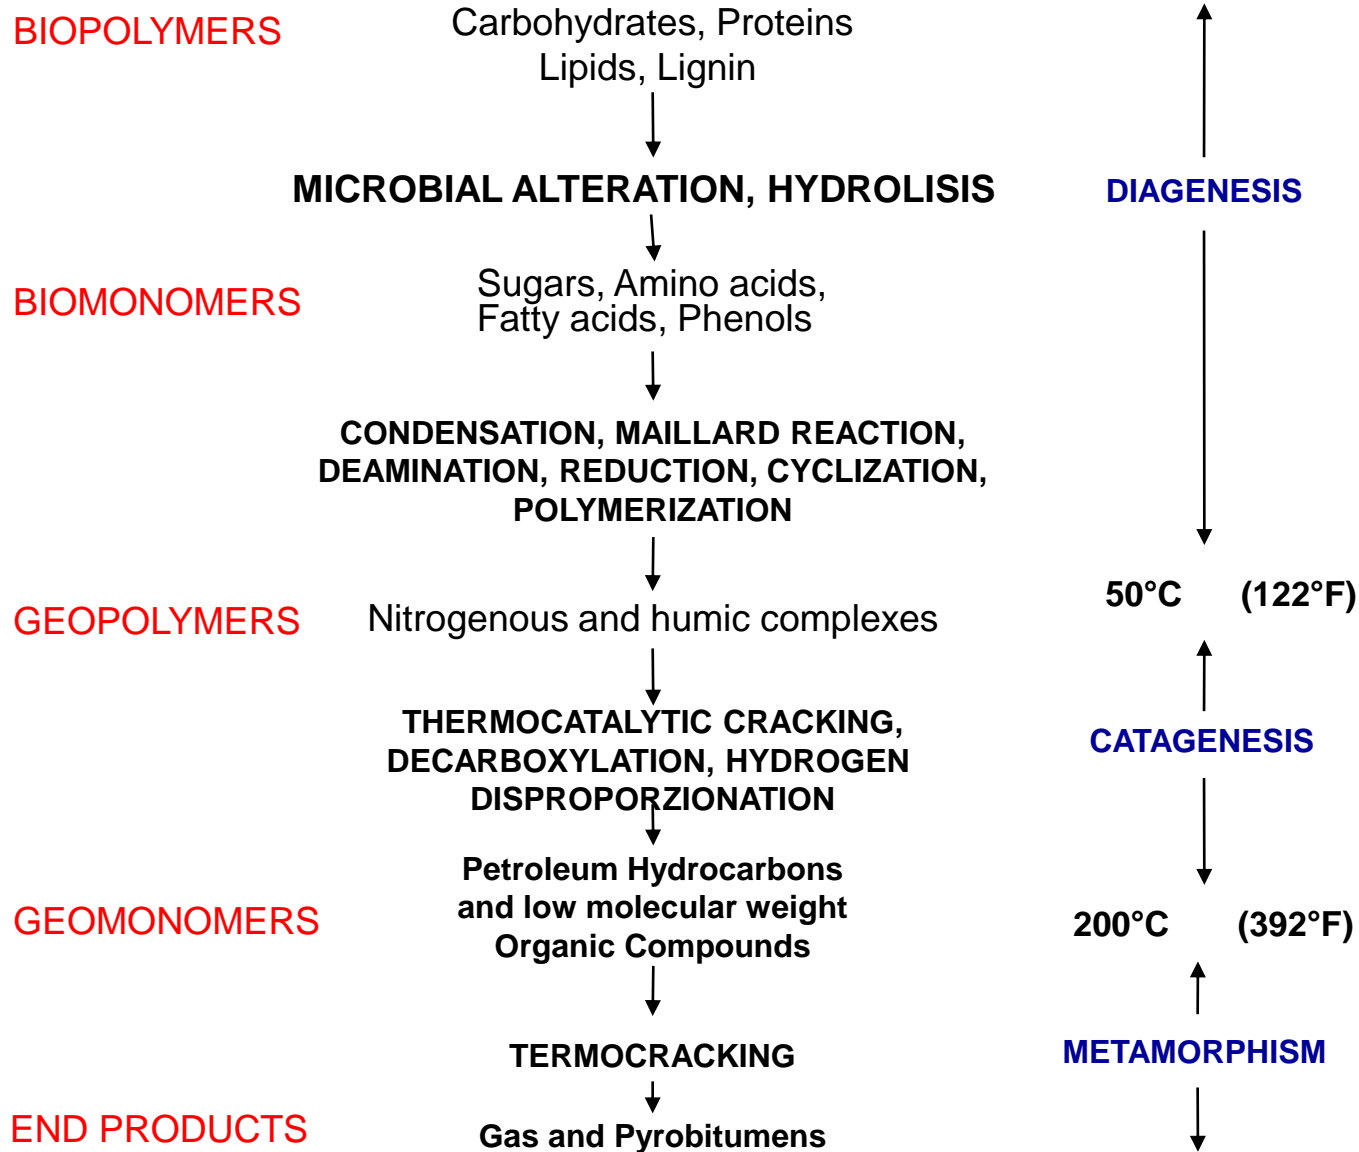 BIOPOLYMERS
Carbohydrates, Proteins
Lipids, Lignin
MICROBIAL ALTERATION, HYDROLISIS
DIAGENESIS
BIOMONOMERS
Sugars, Amino acids,
Fatty acids, Phenols
CONDENSATION, MAILLARD REACTION,
DEAMINATION, REDUCTION, CYCLIZATION,
POLYMERIZATION
50°C (122°F)
GEOPOLYMERS
Nitrogenous and humic complexes
THERMOCATALYTIC CRACKING,
DECARBOXYLATION, HYDROGEN
DISPROPORZIONATION
CATAGENESIS
GEOMONOMERS
Petroleum Hydrocarbons
and low molecular weight
Organic Compounds
200°C (392°F)
TERMOCRACKING
METAMORPHISM
END PRODUCTS
Gas and Pyrobitumens